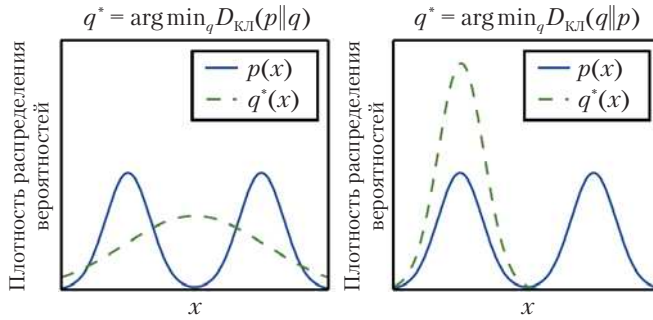 q* = arg min_q D_КЛ(p‖q)
Плотность распределения
вероятностей
p(x)
q*(x)
x
q* = arg min_q D_КЛ(q‖p)
Плотность распределения
вероятностей
p(x)
q*(x)
x